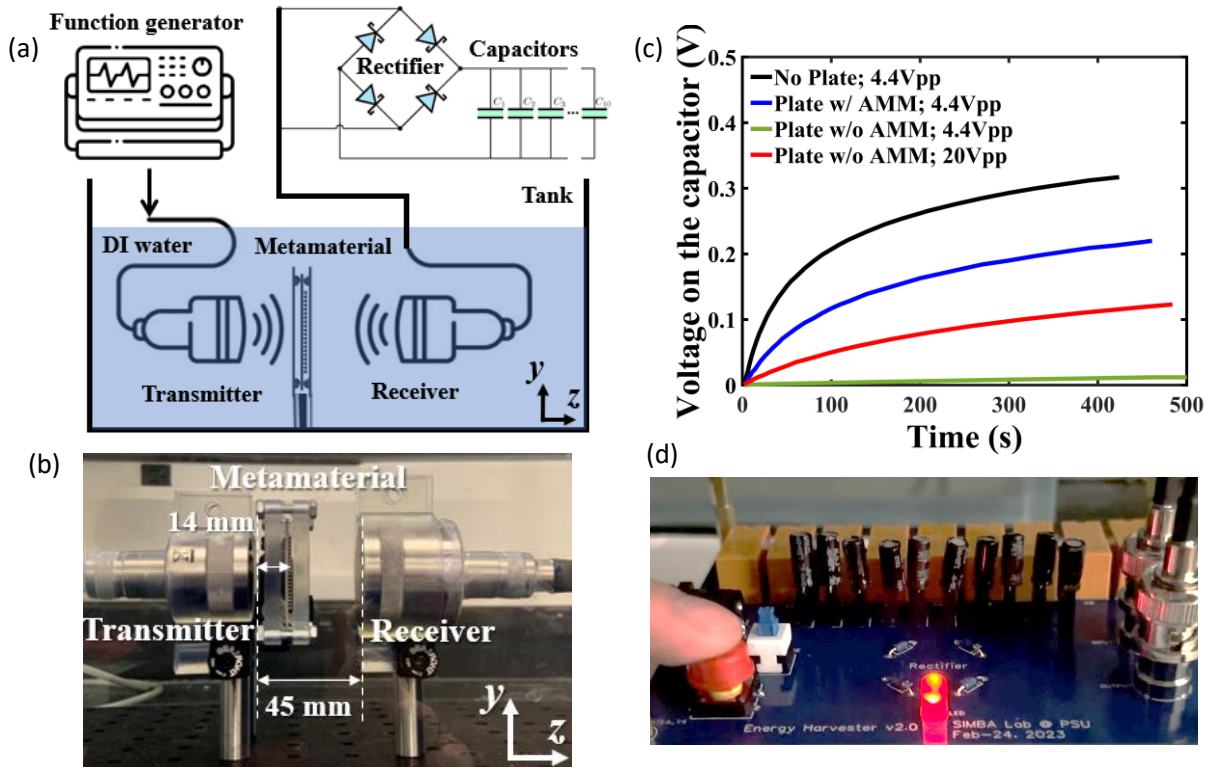 (a)
Function generator
Rectifier
Capacitors
C1 C2 C3 ... C10
Tank
DI water
Metamaterial
Transmitter
Receiver
y
z
(b)
Metamaterial
14 mm
Transmitter
Receiver
45 mm
y
z
(c)
Voltage on the capacitor (V)
0.5
0.4
0.3
0.2
0.1
0
No Plate; 4.4Vpp
Plate w/ AMM; 4.4Vpp
Plate w/o AMM; 4.4Vpp
Plate w/o AMM; 20Vpp
0 100 200 300 400 500
Time (s)
(d)
Rectifier
LED
Energy Harvester v2.0
SIMBA Lab @ PSU
Feb-24. 2023